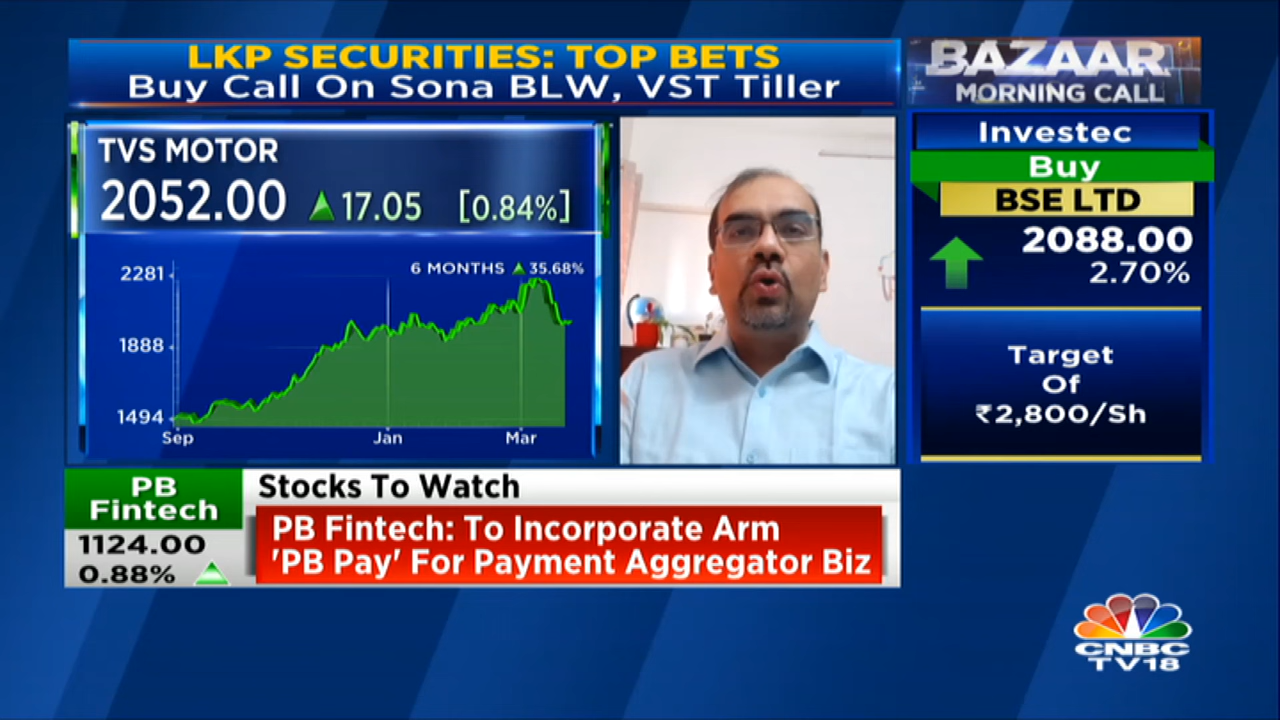 LKP SECURITIES: TOP BETS
Buy Call On Sona BLW, VST Tiller
BAZAAR
MORNING CALL
TVS MOTOR
2052.00 17.05 [0.84%]
6 MONTHS 35.68%
2281
1888
1494
Sep Jan Mar
Investec
Buy
BSE LTD
2088.00
2.70%
Target
Of
₹2,800/Sh
PB
Fintech
1124.00
0.88%
Stocks To Watch
PB Fintech: To Incorporate Arm
'PB Pay' For Payment Aggregator Biz
CNBC
TV18